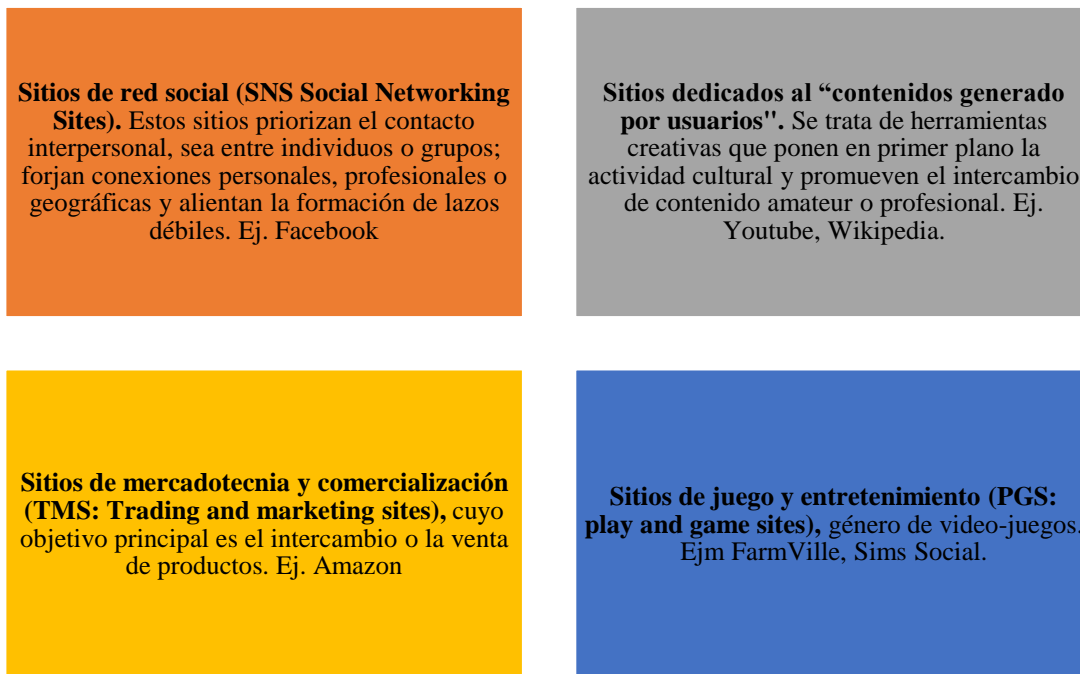 Sitios de red social (SNS Social Networking
Sites). Estos sitios priorizan el contacto
interpersonal, sea entre individuos o grupos;
forjan conexiones personales, profesionales o
geográficas y alientan la formación de lazos
débiles. Ej. Facebook
Sitios dedicados al “contenidos generado
por usuarios". Se trata de herramientas
creativas que ponen en primer plano la
actividad cultural y promueven el intercambio
de contenido amateur o profesional. Ej.
Youtube, Wikipedia.
Sitios de mercadotecnia y comercialización
(TMS: Trading and marketing sites), cuyo
objetivo principal es el intercambio o la venta
de productos. Ej. Amazon
Sitios de juego y entretenimiento (PGS:
play and game sites), género de video-juegos.
Ejm FarmVille, Sims Social.